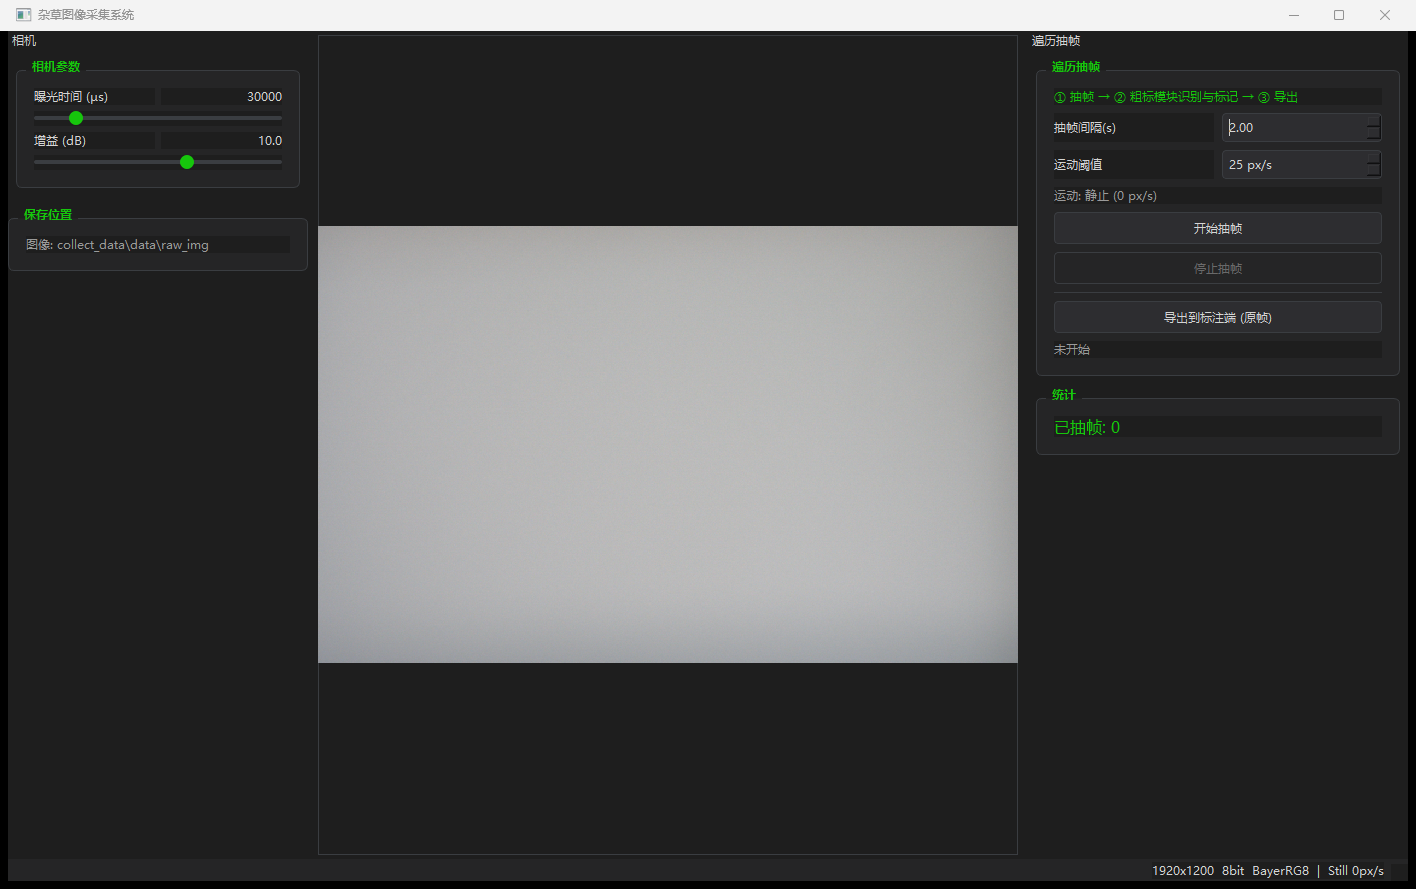 杂草图像采集系统
相机
相机参数
曝光时间 (μs)
30000
增益 (dB)
10.0
保存位置
图像: collect_data\data\raw_img
遍历抽帧
遍历抽帧
① 抽帧 → ② 粗标模块识别与标记 → ③ 导出
抽帧间隔(s)
2.00
运动阈值
25 px/s
运动: 静止 (0 px/s)
开始抽帧
停止抽帧
导出到标注端 (原帧)
未开始
统计
已抽帧: 0
1920x1200 8bit BayerRG8 | Still 0px/s